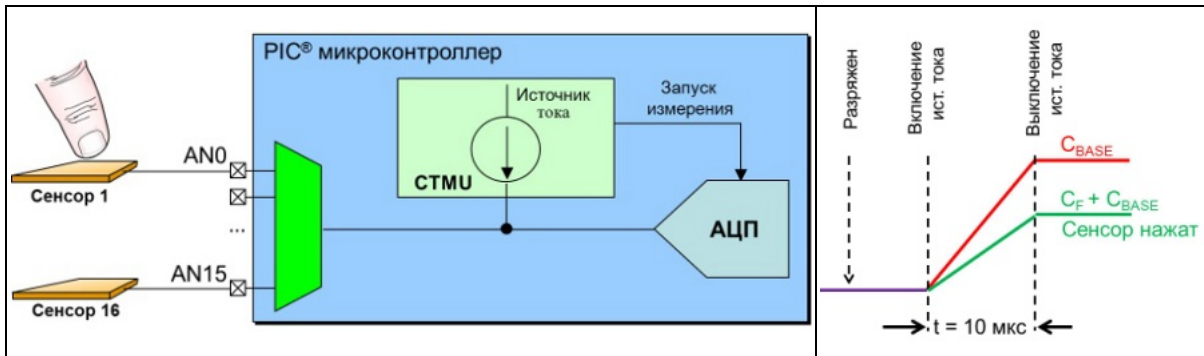 PIC® микроконтроллер
Источник
тока
CTMU
Запуск
измерения
АЦП
AN0
Сенсор 1
...
AN15
Сенсор 16
Разряжен
Включение
ист. тока
Выключение
ист. тока
CBASE
CF + CBASE
Сенсор нажат
t = 10 мкс